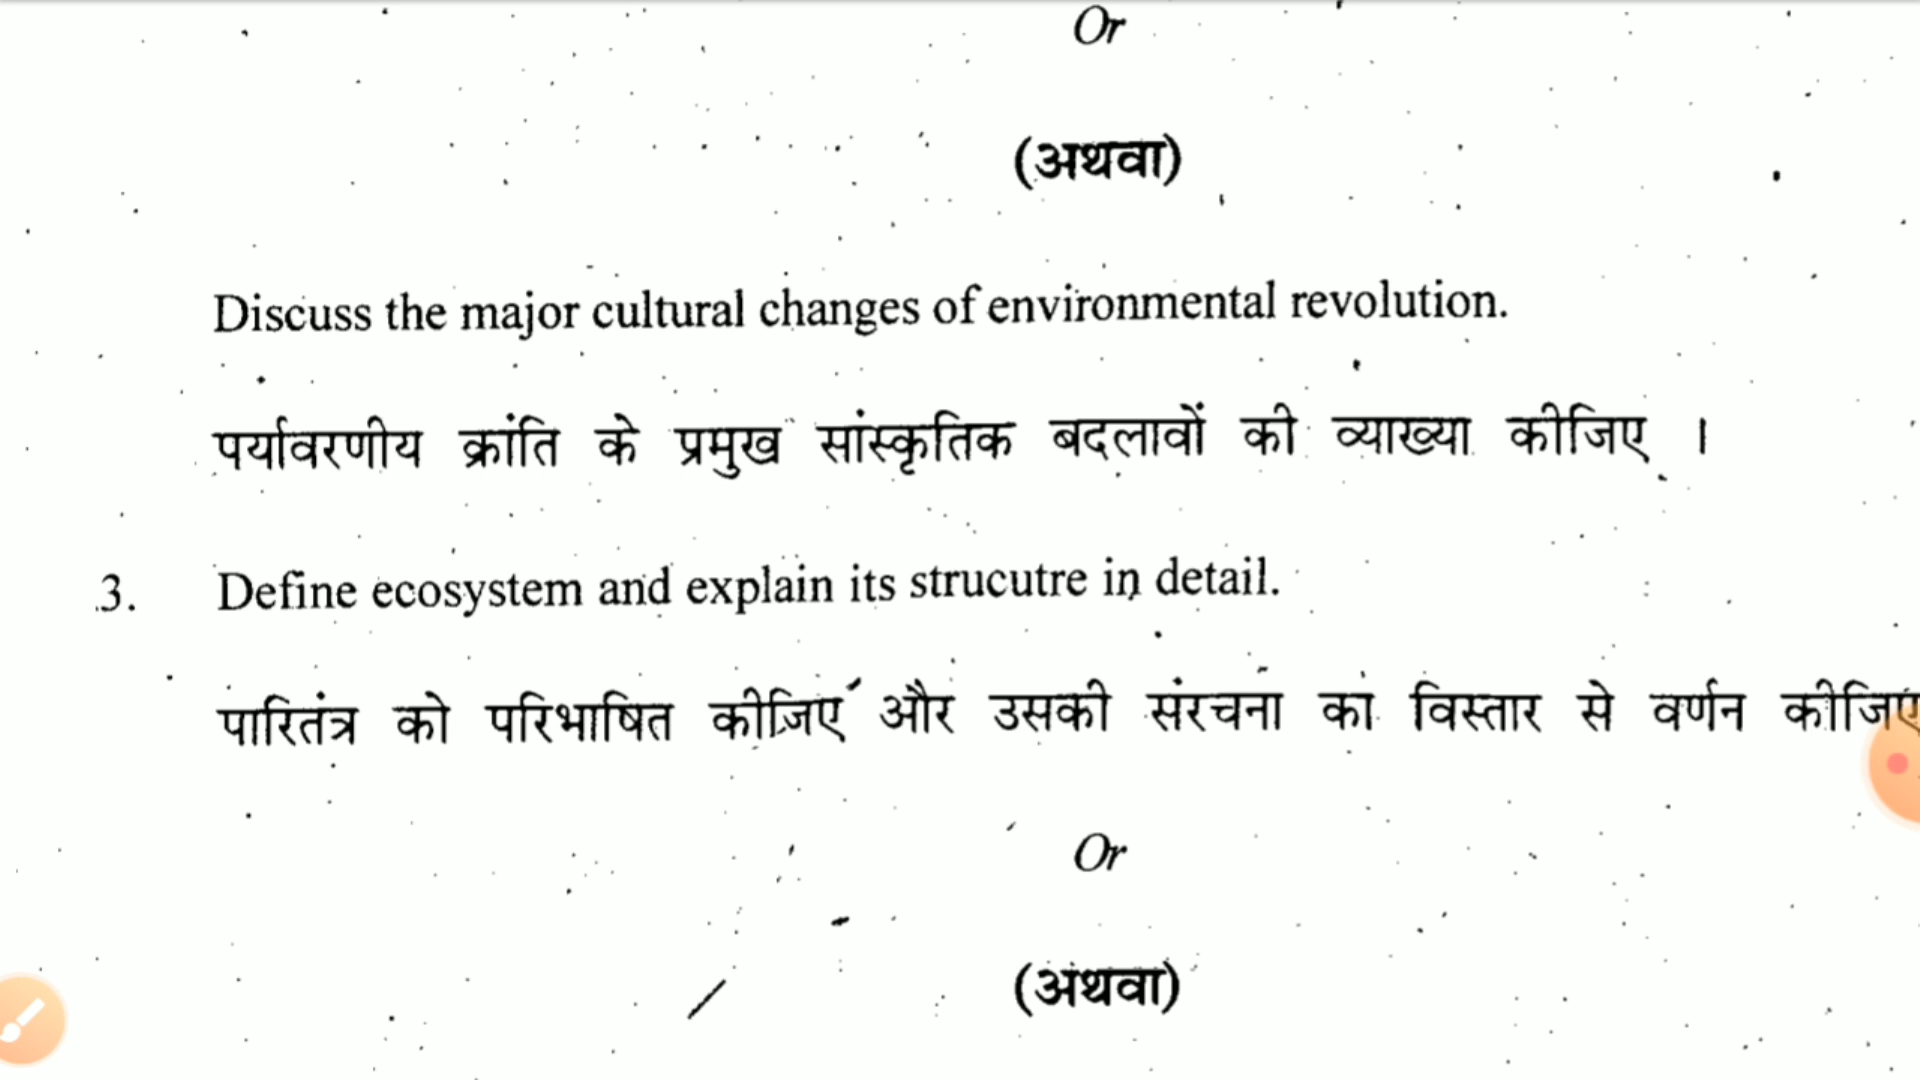 Or
(अथवा)
Discuss the major cultural changes of environmental revolution.
पर्यावरणीय क्रांति के प्रमुख सांस्कृतिक बदलावों की व्याख्या कीजिए ।
3. Define ecosystem and explain its strucutre in detail.
पारितंत्र को परिभाषित कीजिए और उसकी संरचना का विस्तार से वर्णन कीजिए
Or
(अथवा)